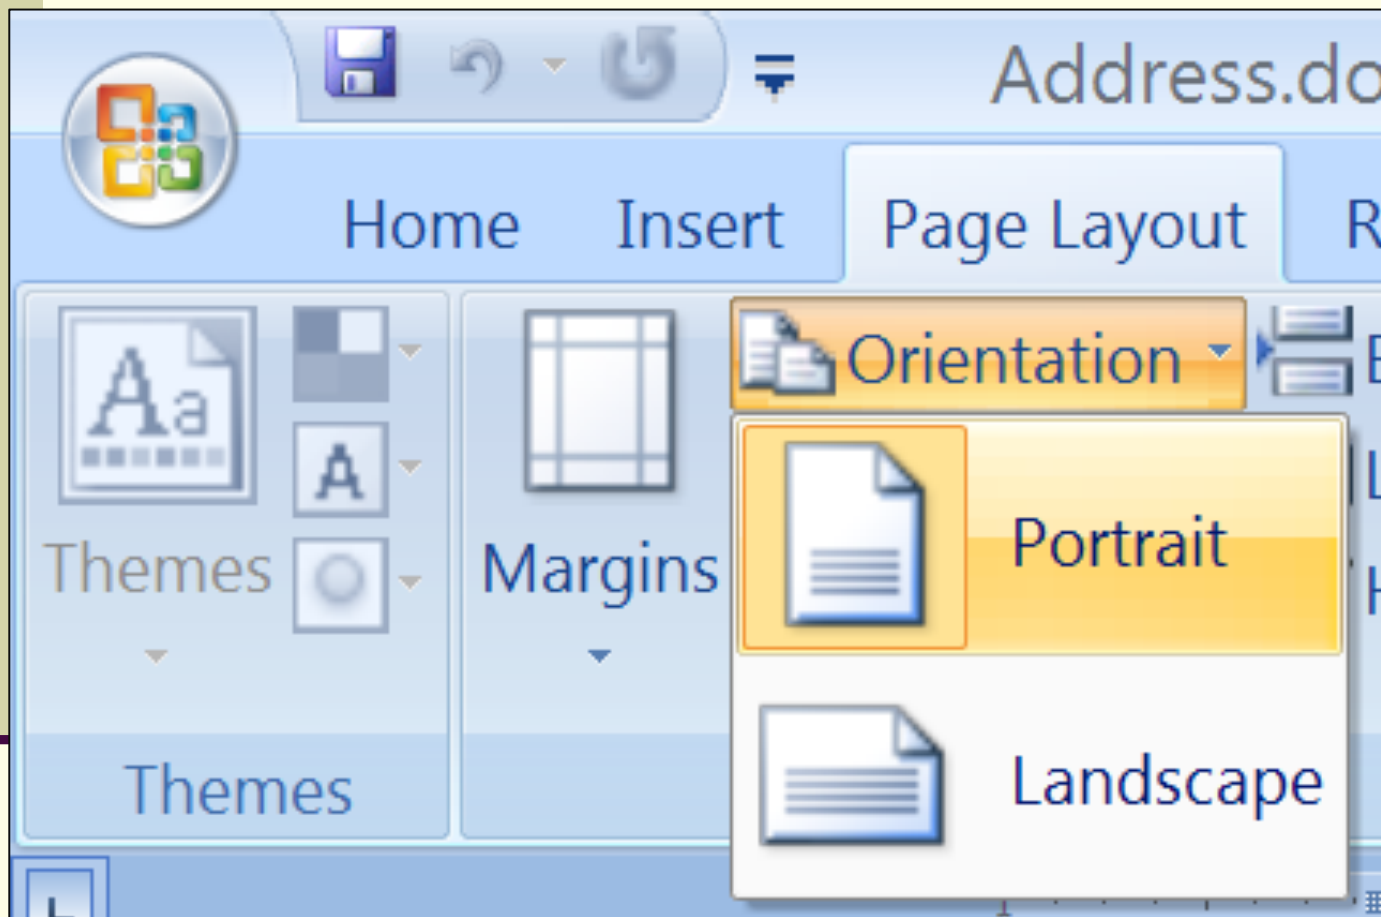 Address.do
Home Insert Page Layout R
Orientation
Themes
Margins
Portrait
Themes
Landscape